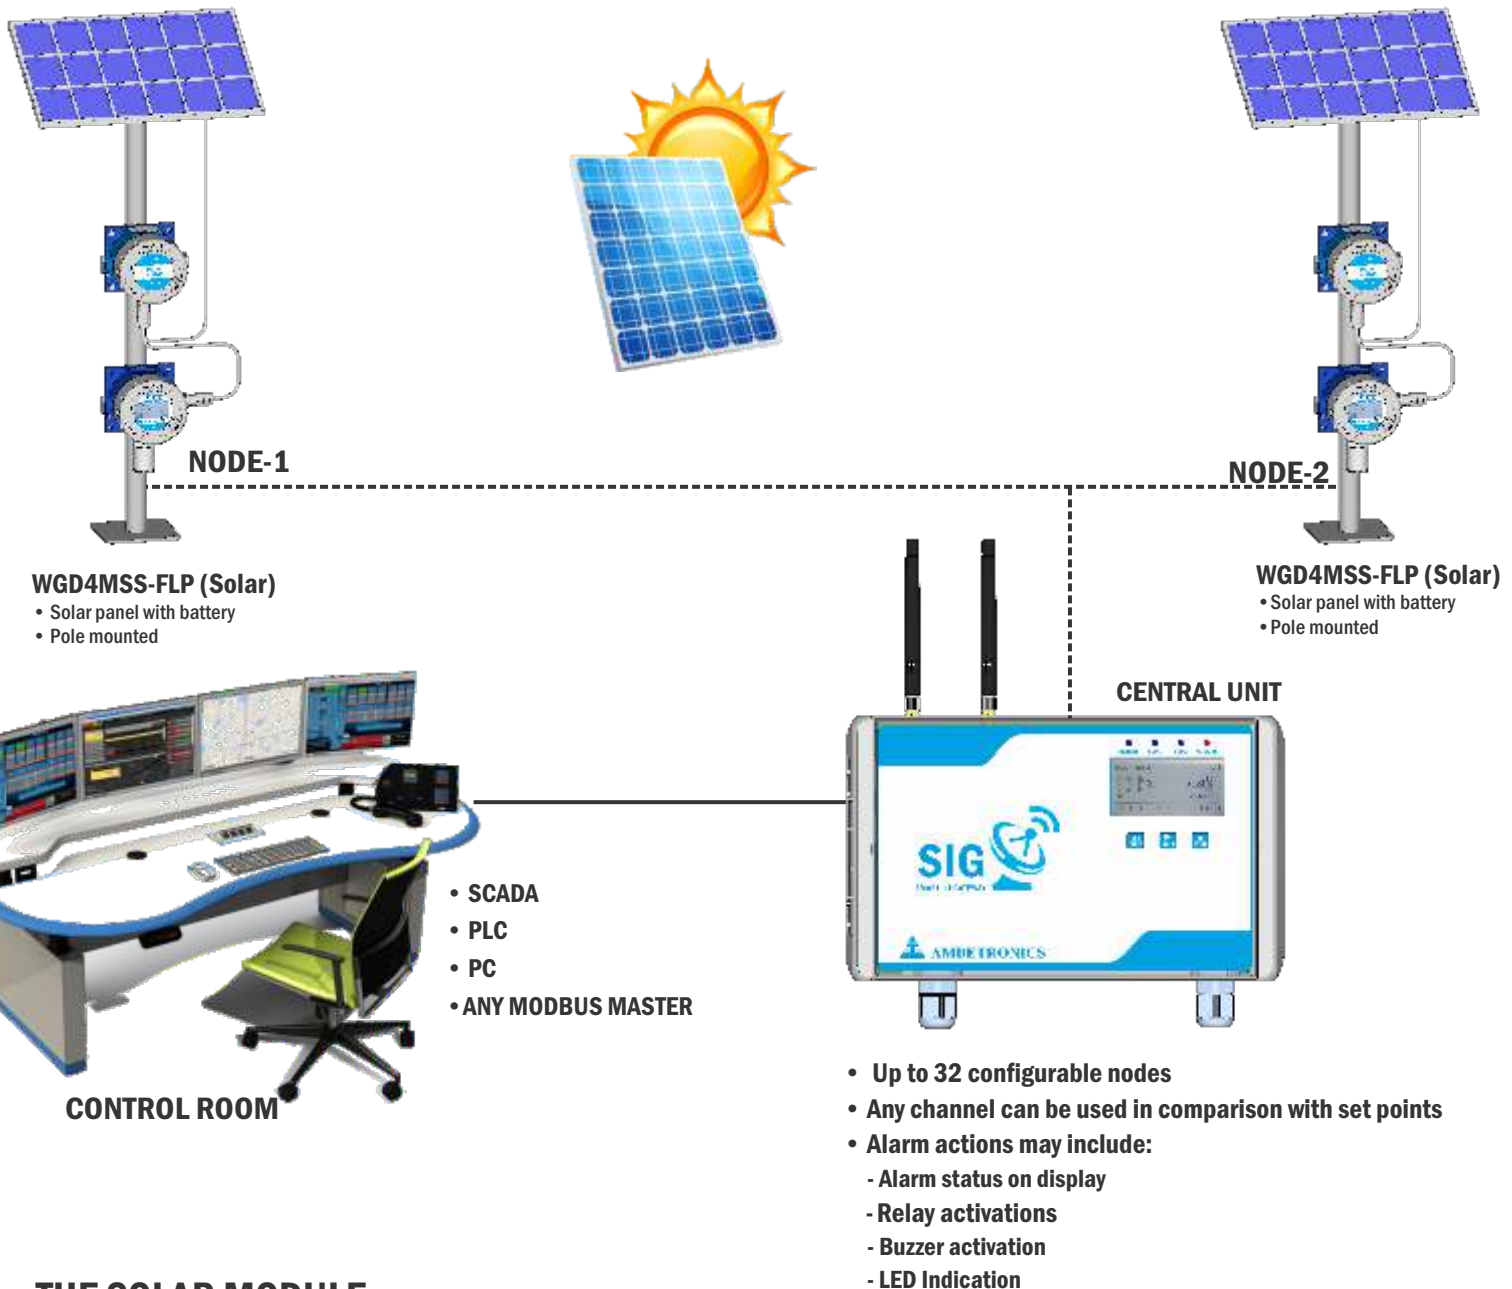 NODE-1
NODE-2
WGD4MSS-FLP (Solar)
• Solar panel with battery
• Pole mounted
WGD4MSS-FLP (Solar)
• Solar panel with battery
• Pole mounted
CENTRAL UNIT
SIG
AMBETRONICS
• SCADA
• PLC
• PC
• ANY MODBUS MASTER
CONTROL ROOM
• Up to 32 configurable nodes
• Any channel can be used in comparison with set points
• Alarm actions may include:
- Alarm status on display
- Relay activations
- Buzzer activation
- LED Indication
THE SOLAR MODULE